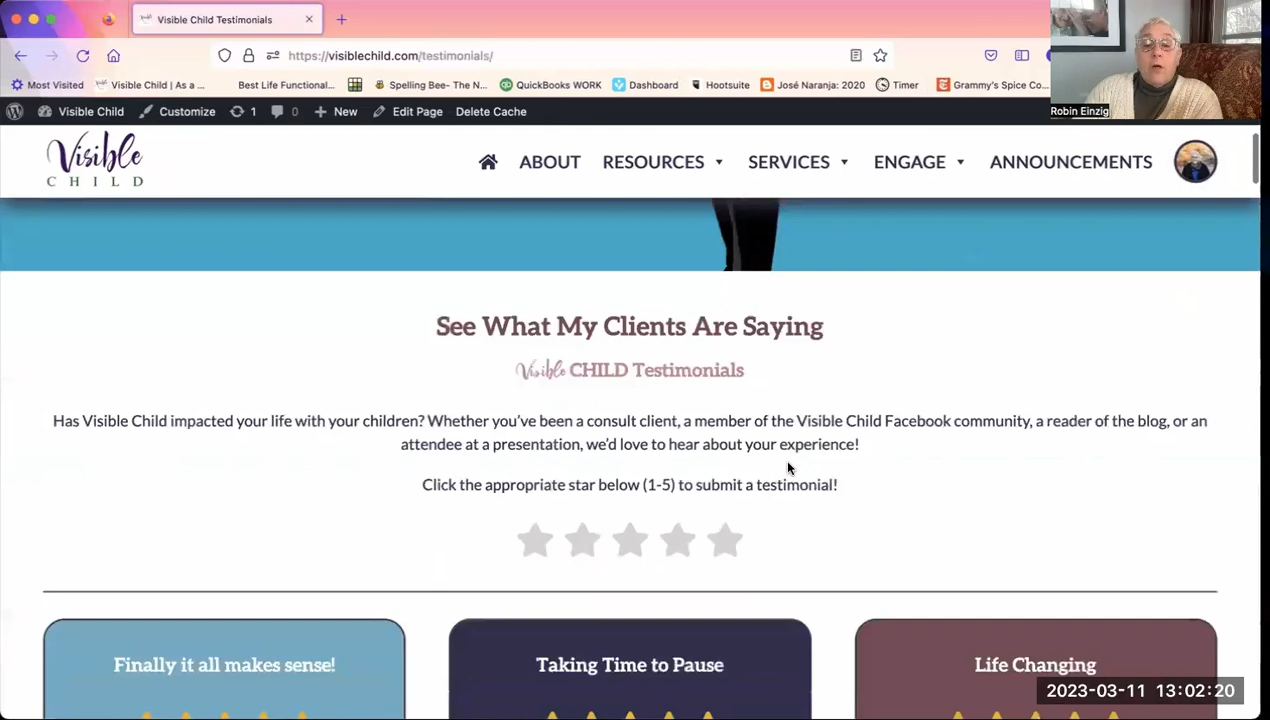 Visible Child Testimonials
https://visiblechild.com/testimonials/
Most Visited
Visible Child | As a ...
Best Life Functional...
Spelling Bee- The N...
QuickBooks WORK
Dashboard
Hootsuite
José Naranja: 2020
Timer
Grammy's Spice Co...
Robin Einzig
Visible Child
Customize
1
0
New
Edit Page
Delete Cache
Visible
CHILD
ABOUT
RESOURCES
SERVICES
ENGAGE
ANNOUNCEMENTS
See What My Clients Are Saying
Visible CHILD Testimonials
Has Visible Child impacted your life with your children? Whether you've been a consult client, a member of the Visible Child Facebook community, a reader of the blog, or an
attendee at a presentation, we'd love to hear about your experience!
Click the appropriate star below (1-5) to submit a testimonial!
Finally it all makes sense!
Taking Time to Pause
Life Changing
2023-03-11 13:02:20